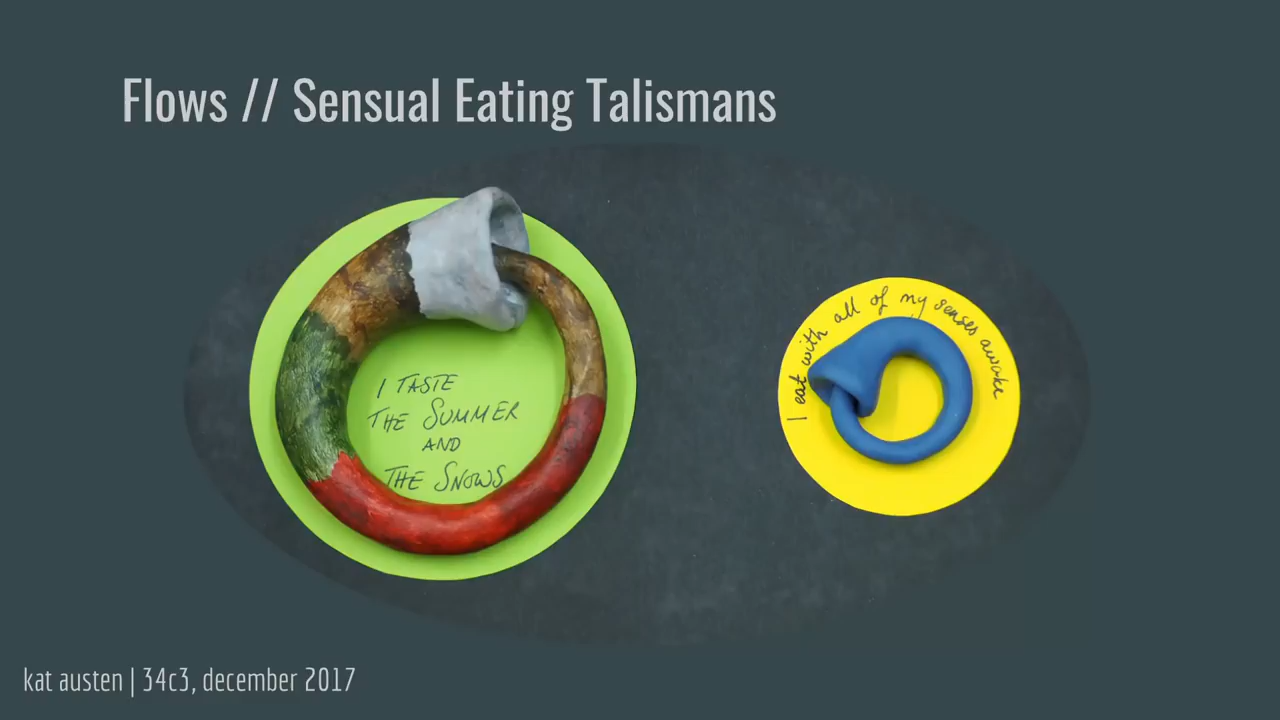 Flows // Sensual Eating Talismans
I TASTE
THE SUMMER
AND
THE SNOWS
I eat with all of my senses awake
kat austen | 34c3, december 2017